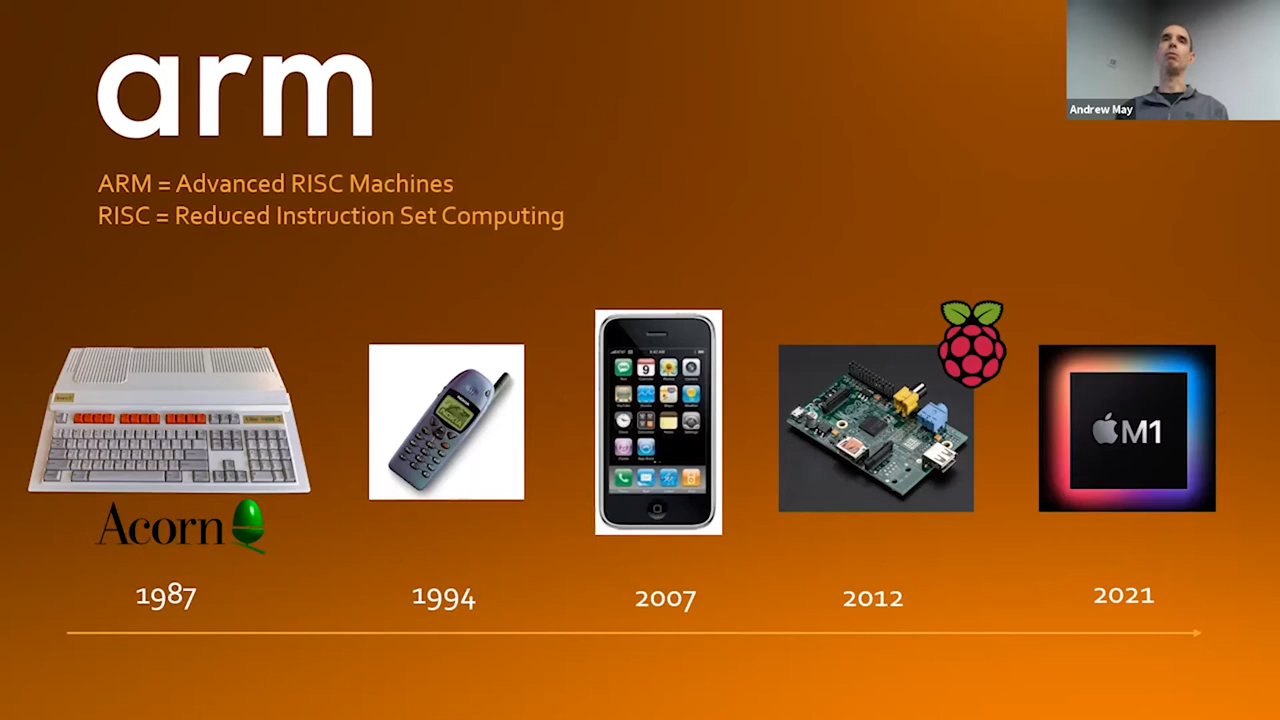 arm
Andrew May
ARM = Advanced RISC Machines
RISC = Reduced Instruction Set Computing
M1
Acorn
1987
1994
2007
2012
2021